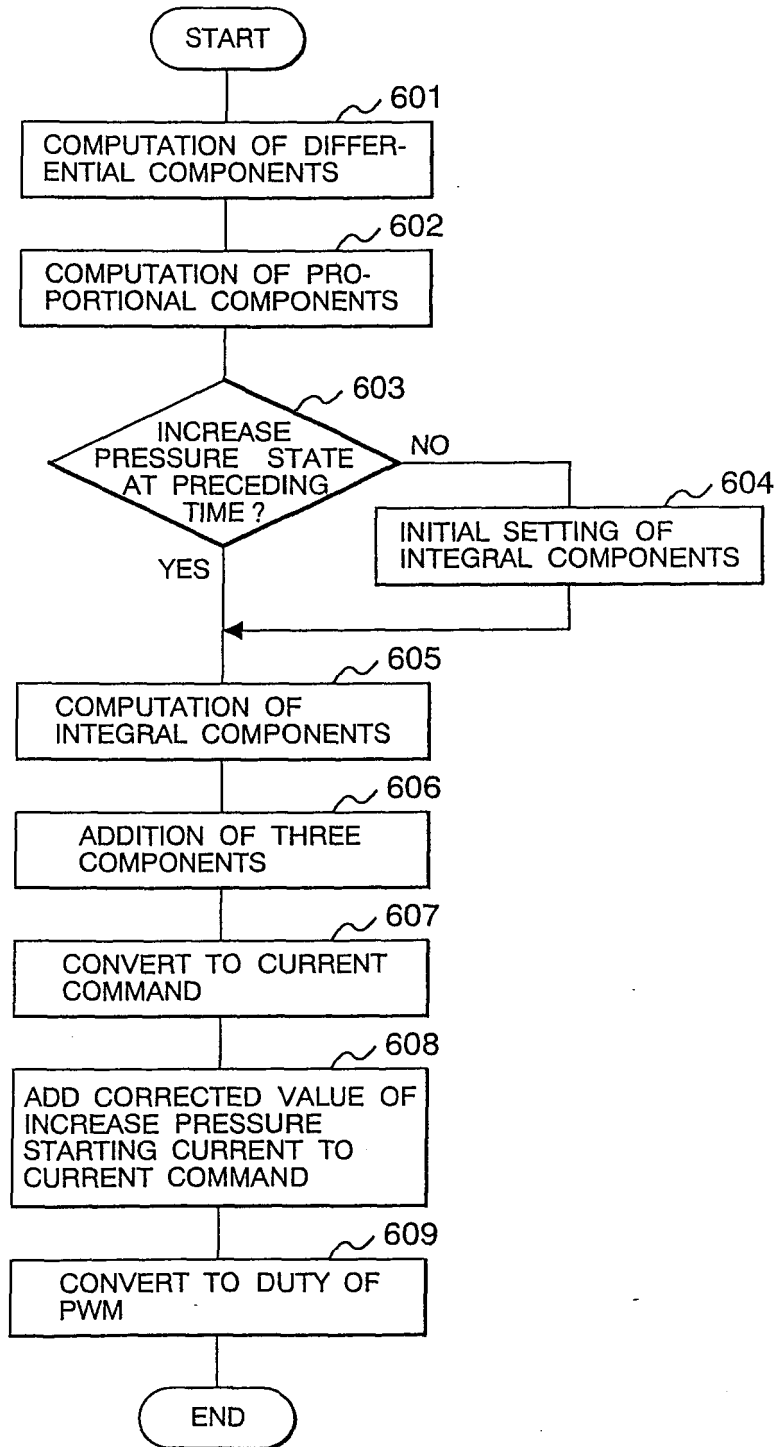 START
601
COMPUTATION OF DIFFER-
ENTIAL COMPONENTS
602
COMPUTATION OF PRO-
PORTIONAL COMPONENTS
603
INCREASE
PRESSURE STATE
AT PRECEDING
TIME ?
NO
YES
604
INITIAL SETTING OF
INTEGRAL COMPONENTS
605
COMPUTATION OF
INTEGRAL COMPONENTS
606
ADDITION OF THREE
COMPONENTS
607
CONVERT TO CURRENT
COMMAND
608
ADD CORRECTED VALUE OF
INCREASE PRESSURE
STARTING CURRENT TO
CURRENT COMMAND
609
CONVERT TO DUTY OF
PWM
END